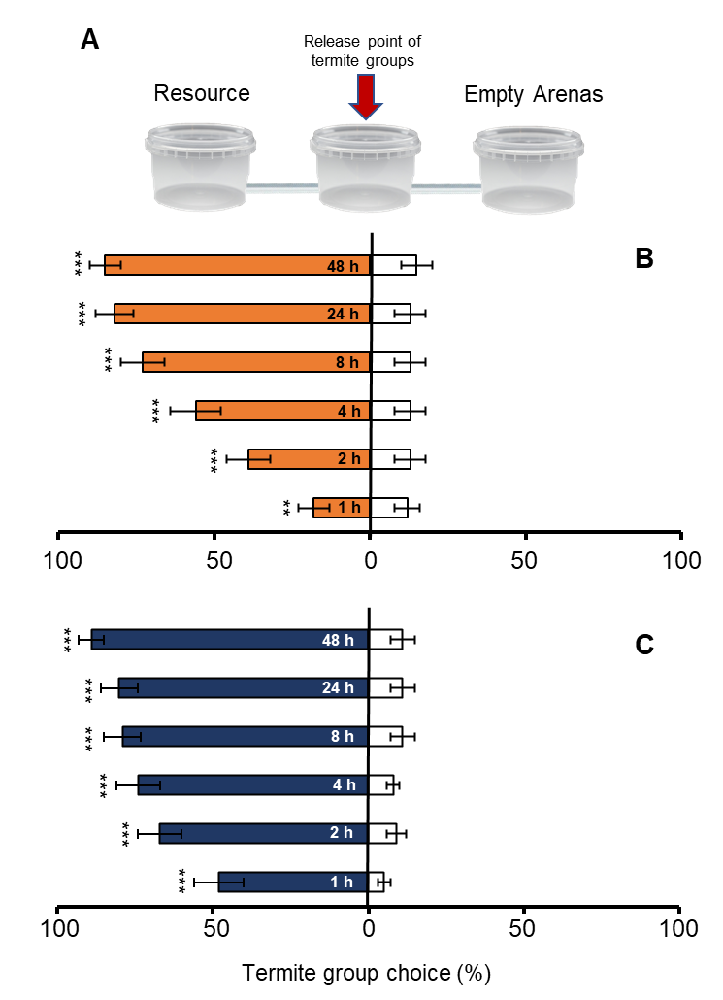 A
Release point of
termite groups
Resource
Empty Arenas
B
*** 48 h
*** 24 h
*** 8 h
*** 4 h
*** 2 h
** 1 h
100 50 0 50 100
C
*** 48 h
*** 24 h
*** 8 h
*** 4 h
*** 2 h
*** 1 h
100 50 0 50 100
Termite group choice (%)